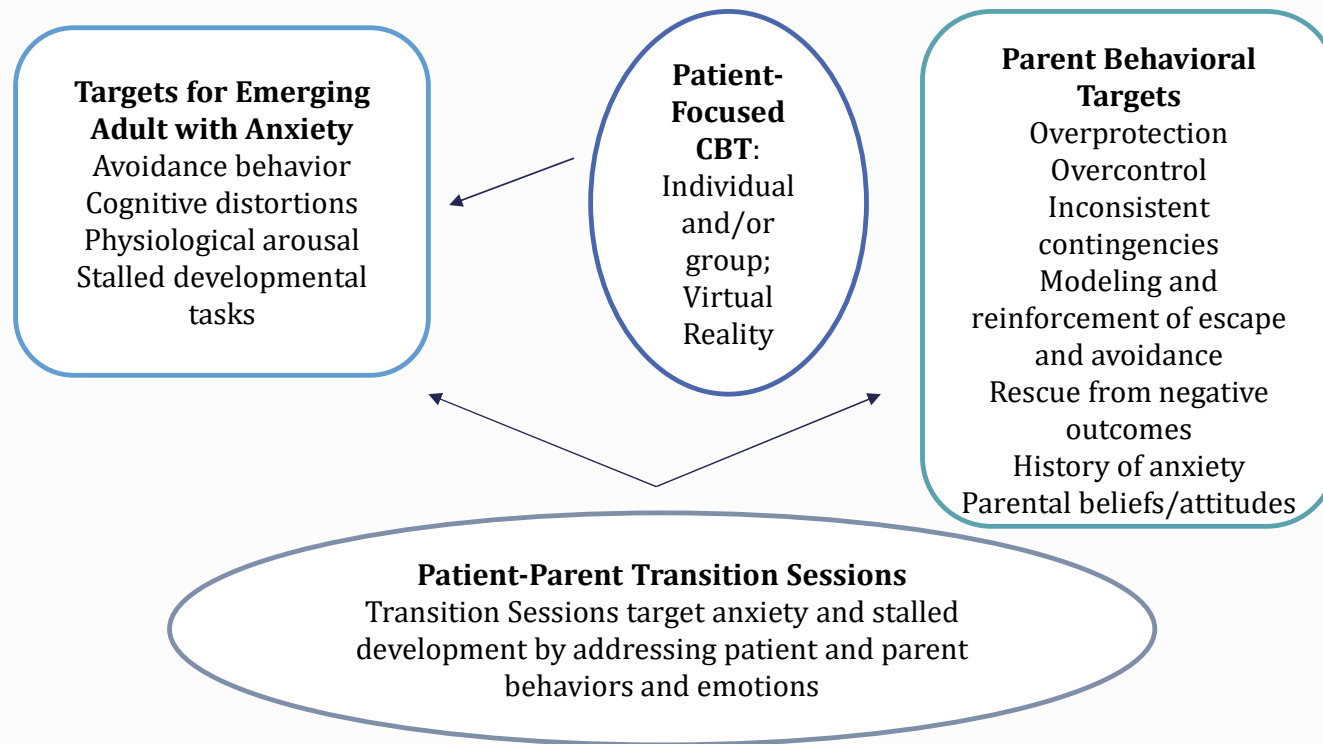 Targets for Emerging
Adult with Anxiety
Avoidance behavior
Cognitive distortions
Physiological arousal
Stalled developmental
tasks
Patient-
Focused
CBT:
Individual
and/or
group;
Virtual
Reality
Parent Behavioral
Targets
Overprotection
Overcontrol
Inconsistent
contingencies
Modeling and
reinforcement of escape
and avoidance
Rescue from negative
outcomes
History of anxiety
Parental beliefs/attitudes
Patient-Parent Transition Sessions
Transition Sessions target anxiety and stalled
development by addressing patient and parent
behaviors and emotions